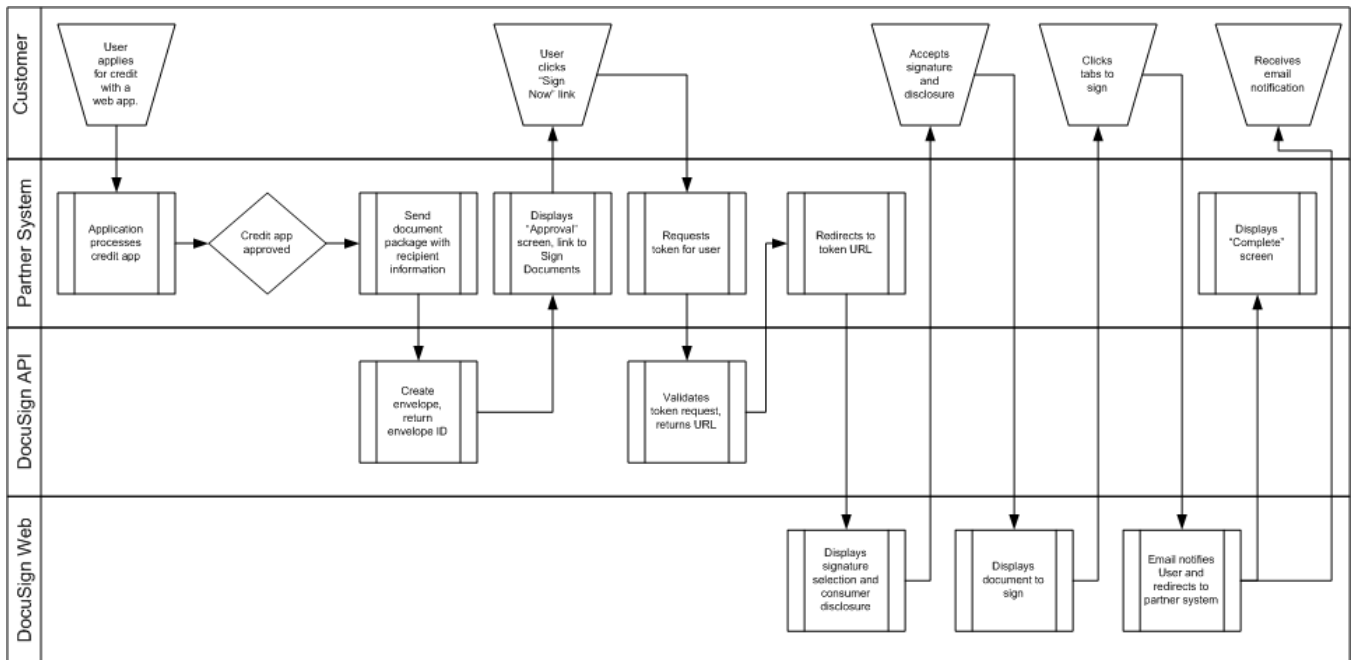 Customer
User
applies
for credit
with a
web app.
User
clicks
“Sign
Now” link
Accepts
signature
and
disclosure
Clicks
tabs to
sign
Receives
email
notification
Partner System
Application
processes
credit app
Credit app
approved
Send
document
package with
recipient
information
Displays
“Approval”
screen, link to
Sign
Documents
Requests
token for user
Redirects to
token URL
Displays
“Complete”
screen
DocuSign API
Create
envelope,
return
envelope ID
Validates
token request,
returns URL
DocuSign Web
Displays
signature
selection and
consumer
disclosure
Displays
document to
sign
Email notifies
User and
redirects to
partner system